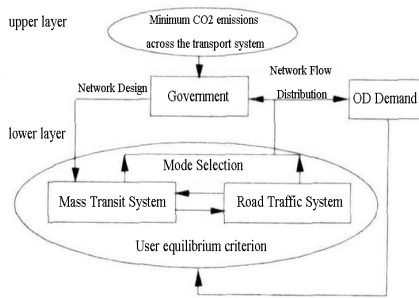 upper layer
Minimum CO2 emissions
across the transport system
Network Design
Government
Network Flow
Distribution
OD Demand
lower layer
Mode Selection
Mass Transit System
Road Traffic System
User equilibrium criterion